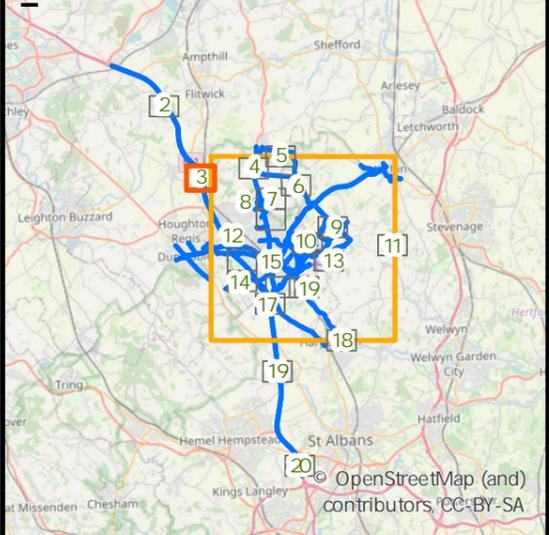 Ampthill
Shefford
Flitwick
Arlesey
2
Baldock
Letchworth
5
4
3
6
7
8
Leighton Buzzard
Stevenage
Houghton
Regis
9
12
10
11
15
13
14
19
17
Welwyn
18
19
Welwyn Garden
City
Tring
Hatfield
Hemel Hempstead
St Albans
20
Kings Langley
© OpenStreetMap (and)
at Missenden
Chesham
contributors, CC-BY-SA